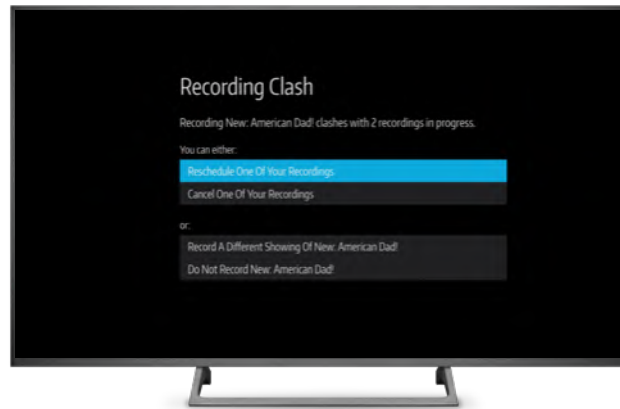 Recording Clash
Recording New: American Dad! clashes with 2 recordings in progress.
You can either:
Reschedule One Of Your Recordings
Cancel One Of Your Recordings
or:
Record A Different Showing Of New: American Dad!
Do Not Record New: American Dad!